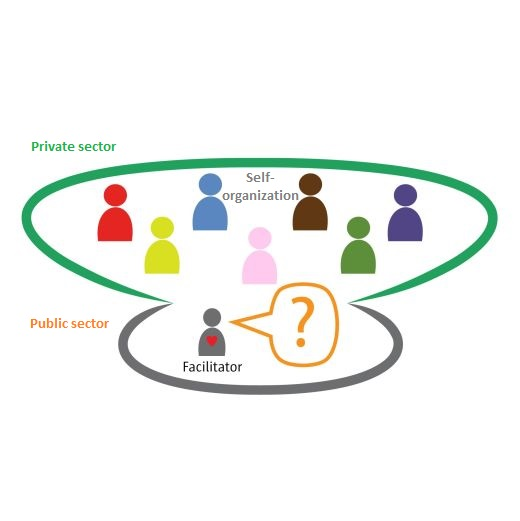 Private sector
Self-
organization
Public sector
?
Facilitator